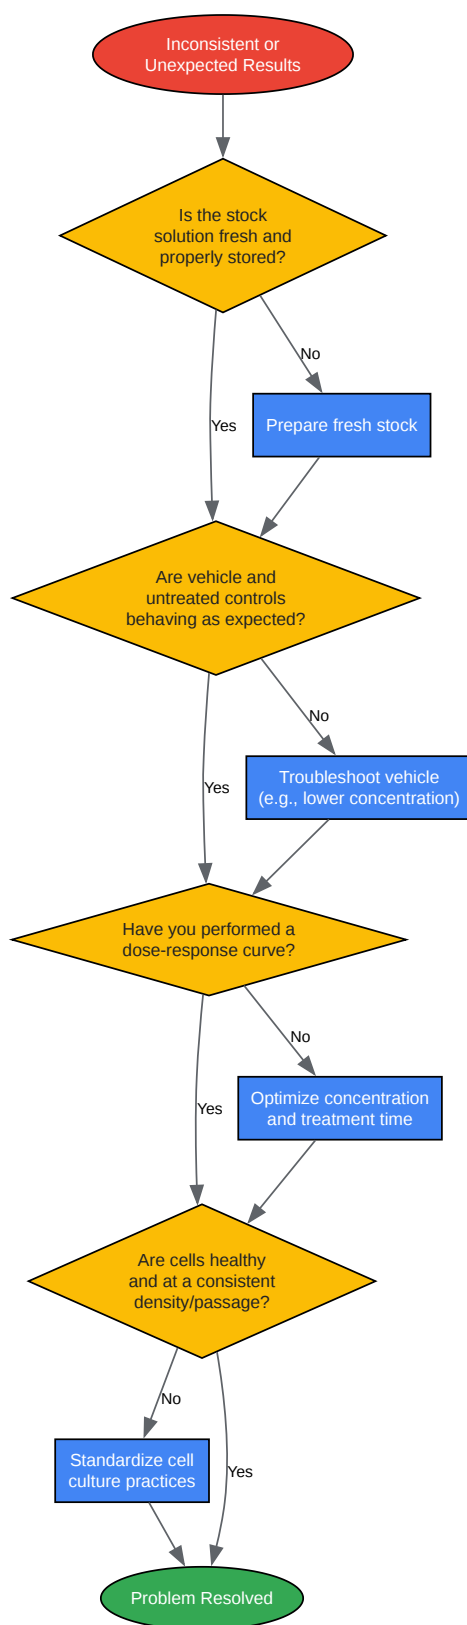 Inconsistent or
Unexpected Results
Is the stock
solution fresh and
properly stored?
No
Yes
Prepare fresh stock
Are vehicle and
untreated controls
behaving as expected?
No
Yes
Troubleshoot vehicle
(e.g., lower concentration)
Have you performed a
dose-response curve?
No
Yes
Optimize concentration
and treatment time
Are cells healthy
and at a consistent
density/passage?
No
Yes
Standardize cell
culture practices
Problem Resolved